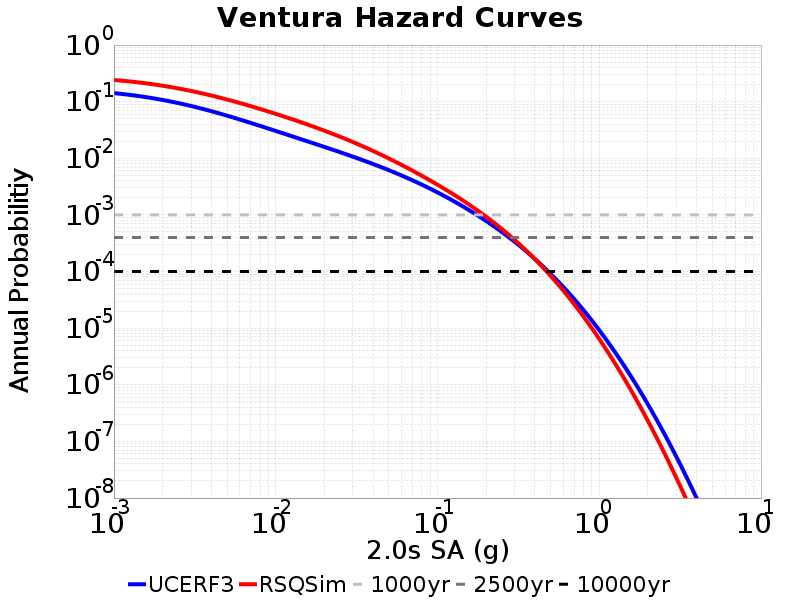 Ventura Hazard Curves
Annual Probabilitiy
10^0
10^-1
10^-2
10^-3
10^-4
10^-5
10^-6
10^-7
10^-8
10^-3 10^-2 10^-1 10^0 10^1
2.0s SA (g)
UCERF3 RSQSim 1000yr 2500yr 10000yr